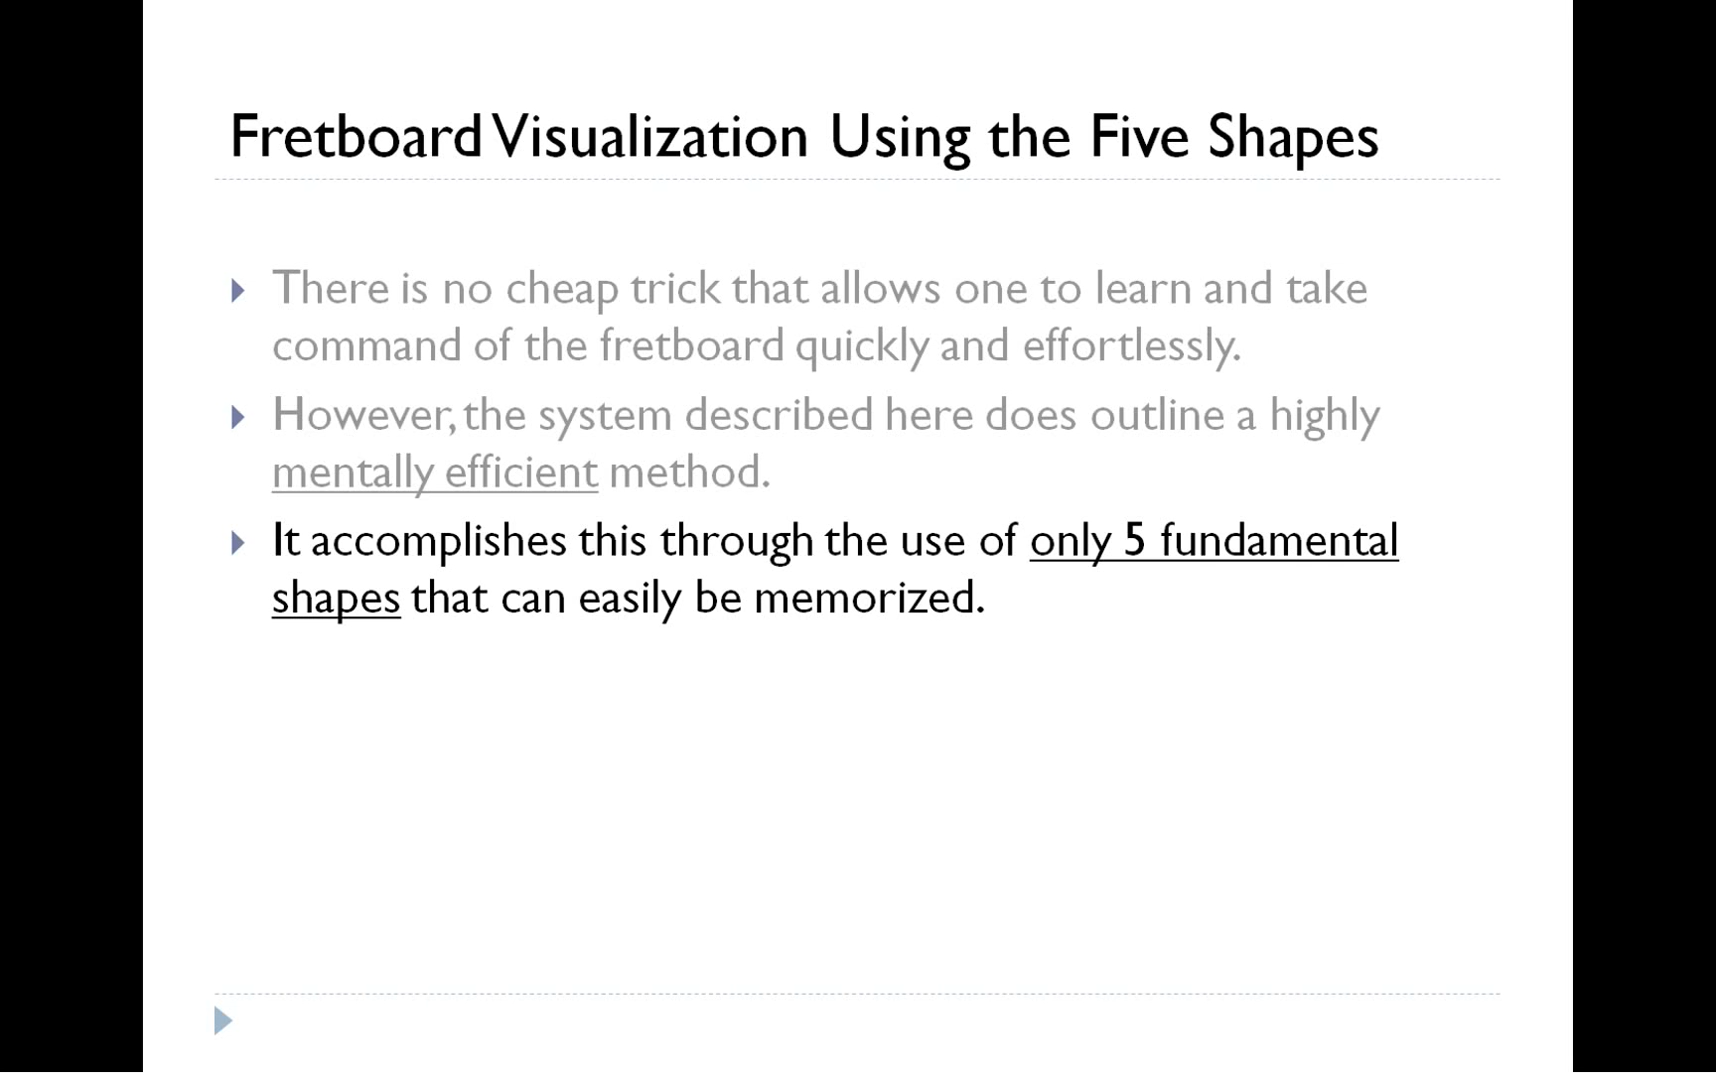 Fretboard Visualization Using the Five Shapes
There is no cheap trick that allows one to learn and take
command of the fretboard quickly and effortlessly.
However, the system described here does outline a highly
mentally efficient method.
It accomplishes this through the use of only 5 fundamental
shapes that can easily be memorized.